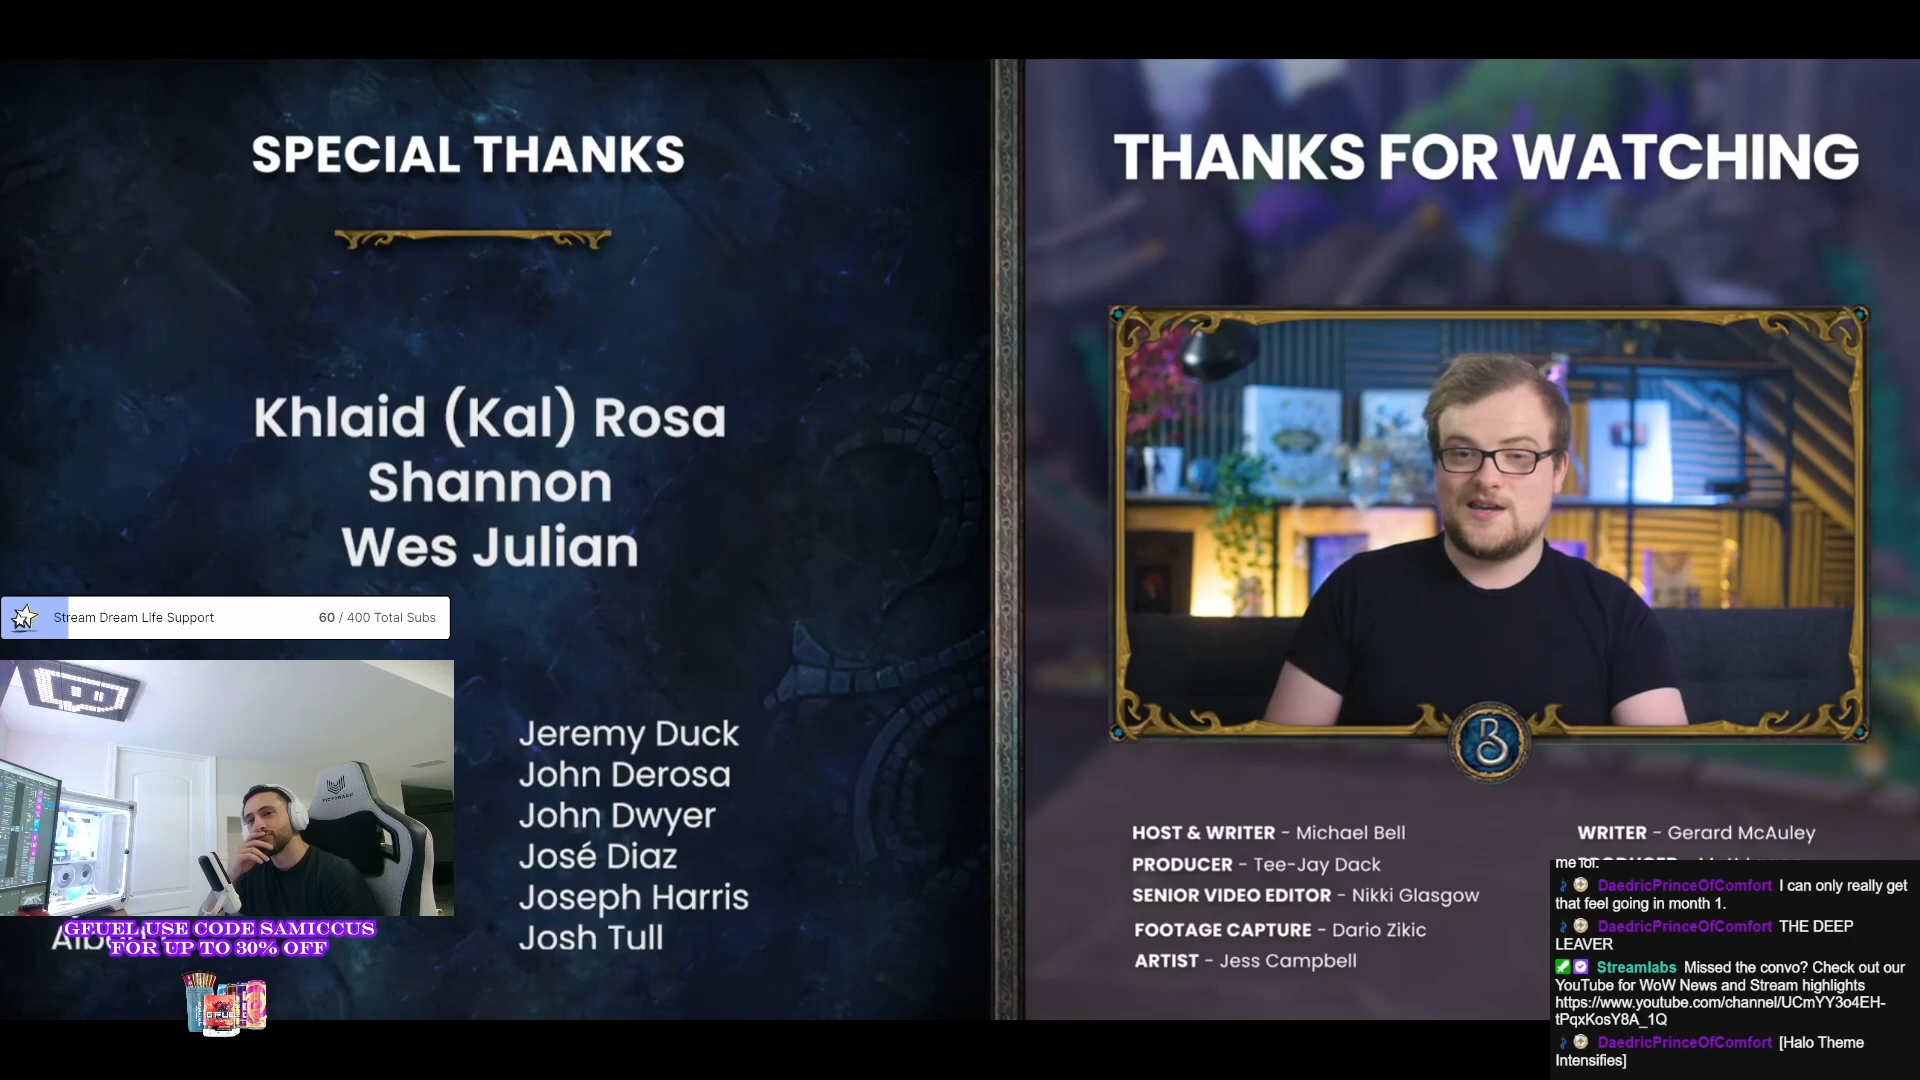 SPECIAL THANKS
Khlaid (Kal) Rosa
Shannon
Wes Julian
Stream Dream Life Support
60 / 400 Total Subs
Jeremy Duck
John Derosa
John Dwyer
José Diaz
Joseph Harris
Josh Tull
GFUEL USE CODE SAMICCUS
FOR UP TO 30% OFF
G FUEL
THANKS FOR WATCHING
B
HOST & WRITER - Michael Bell
PRODUCER - Tee-Jay Dack
SENIOR VIDEO EDITOR - Nikki Glasgow
FOOTAGE CAPTURE - Dario Zikic
ARTIST - Jess Campbell
WRITER - Gerard McAuley
me for.
DaedricPrinceOfComfort I can only really get
that feel going in month 1.
DaedricPrinceOfComfort THE DEEP
LEAVER
Streamlabs Missed the convo? Check out our
YouTube for WoW News and Stream highlights
https://www.youtube.com/channel/UCmYY3o4EH-
tPqxKosY8A_1Q
DaedricPrinceOfComfort [Halo Theme
Intensifies]